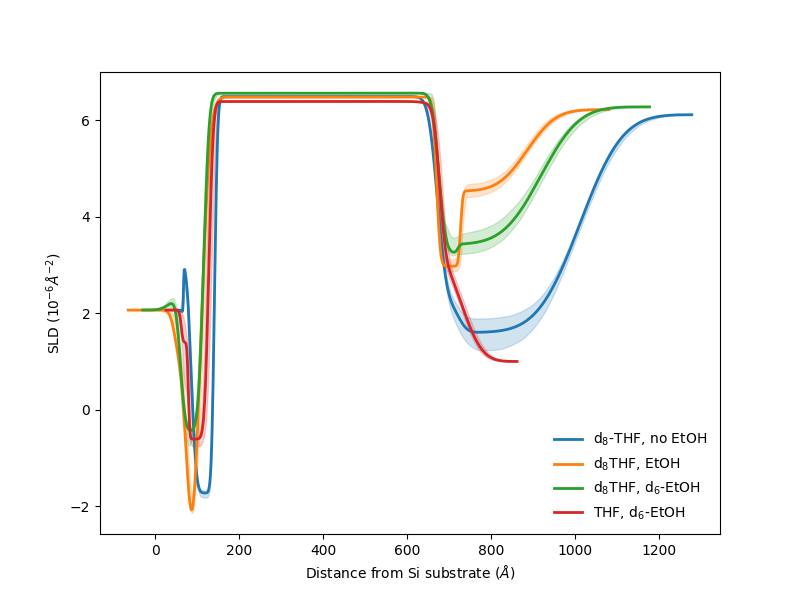 6
4
2
0
−2
SLD (10⁻⁶Å⁻²)
0 200 400 600 800 1000 1200
Distance from Si substrate (Å)
d₈-THF, no EtOH
d₈THF, EtOH
d₈THF, d₆-EtOH
THF, d₆-EtOH